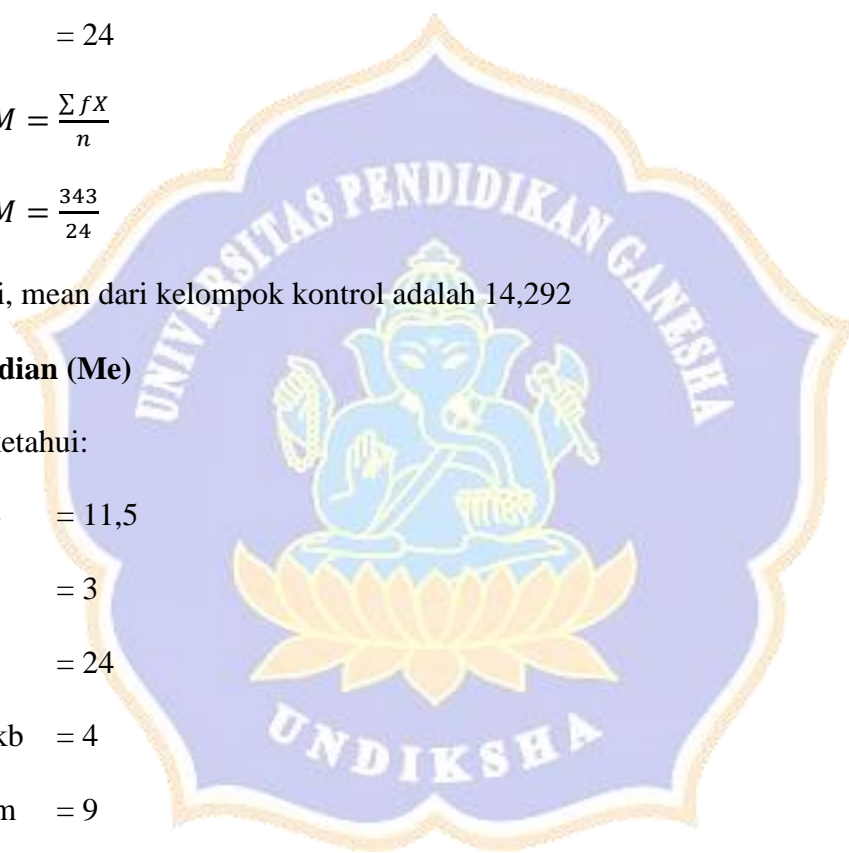 = 24
M = ∑ fX / n
M = 343 / 24
i, mean dari kelompok kontrol adalah 14,292
dian (Me)
etahui:
= 11,5
= 3
= 24
kb = 4
m = 9
UNIVERSITAS PENDIDIKAN GANESHA
UNDIKSHA